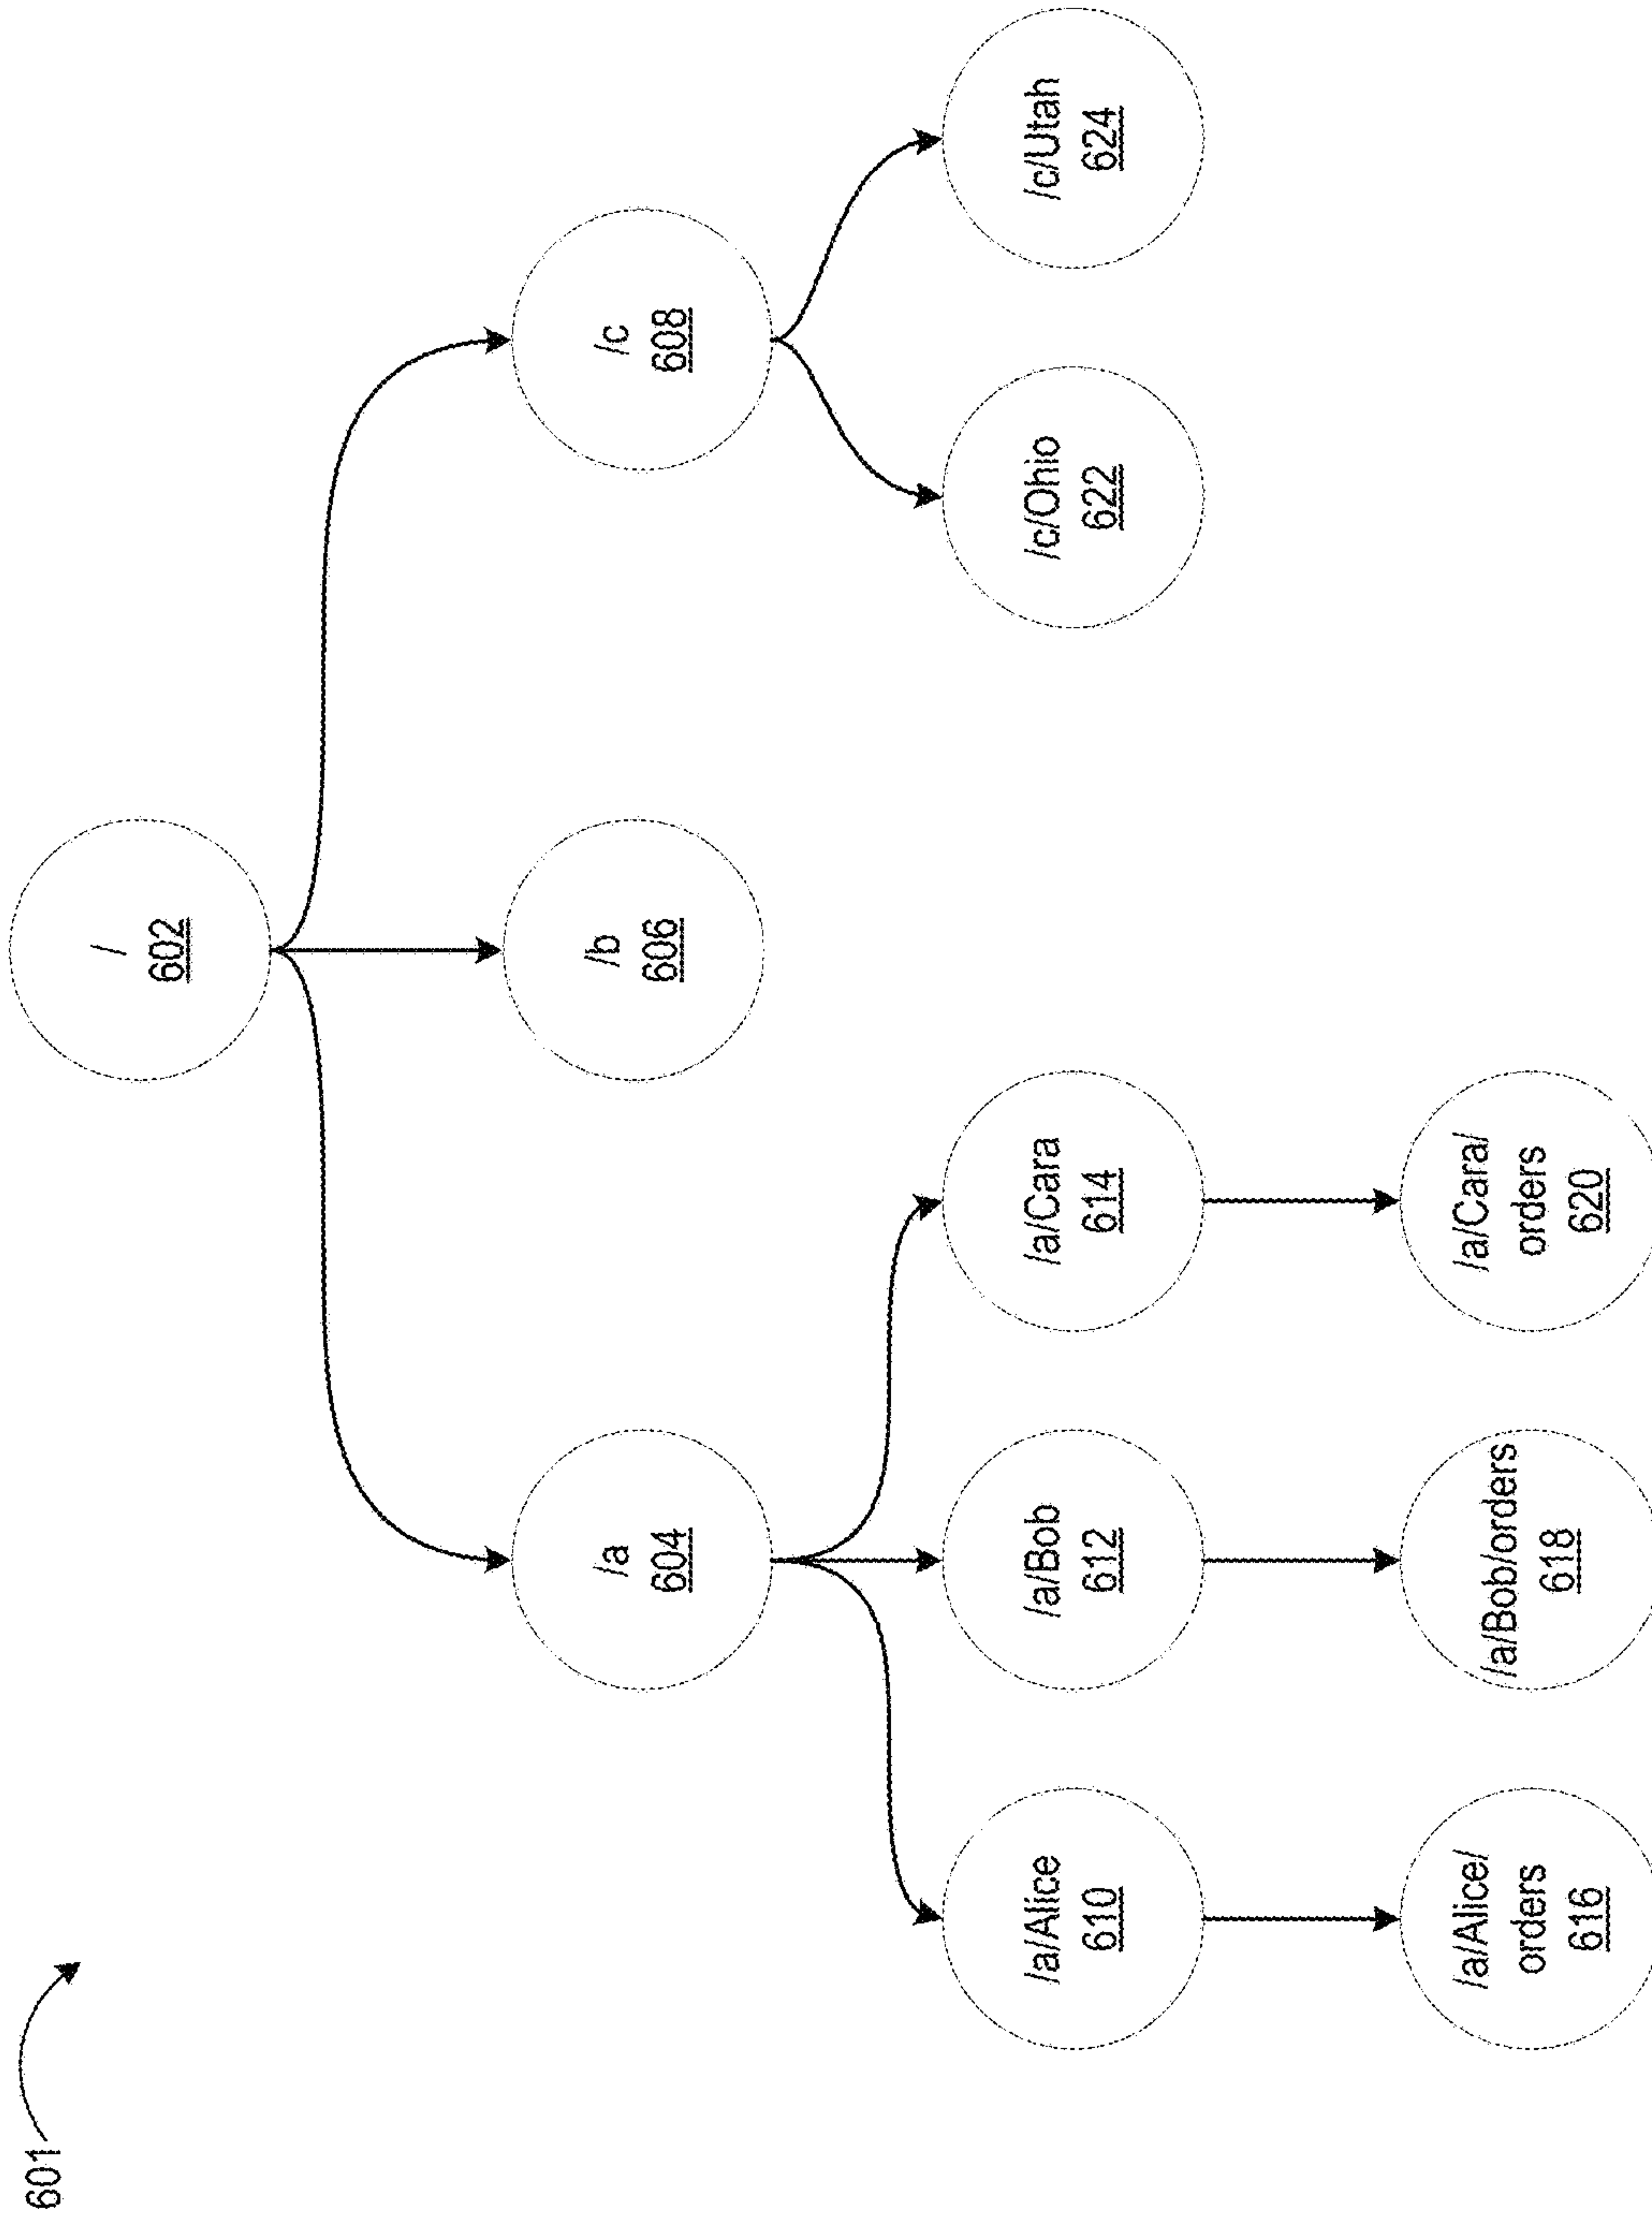 601
/
602
/a
604
/b
606
/c
608
/a/Alice
610
/a/Bob
612
/a/Cara
614
/c/Ohio
622
/c/Utah
624
/a/Alice/
orders
616
/a/Bob/orders
618
/a/Cara/
orders
620